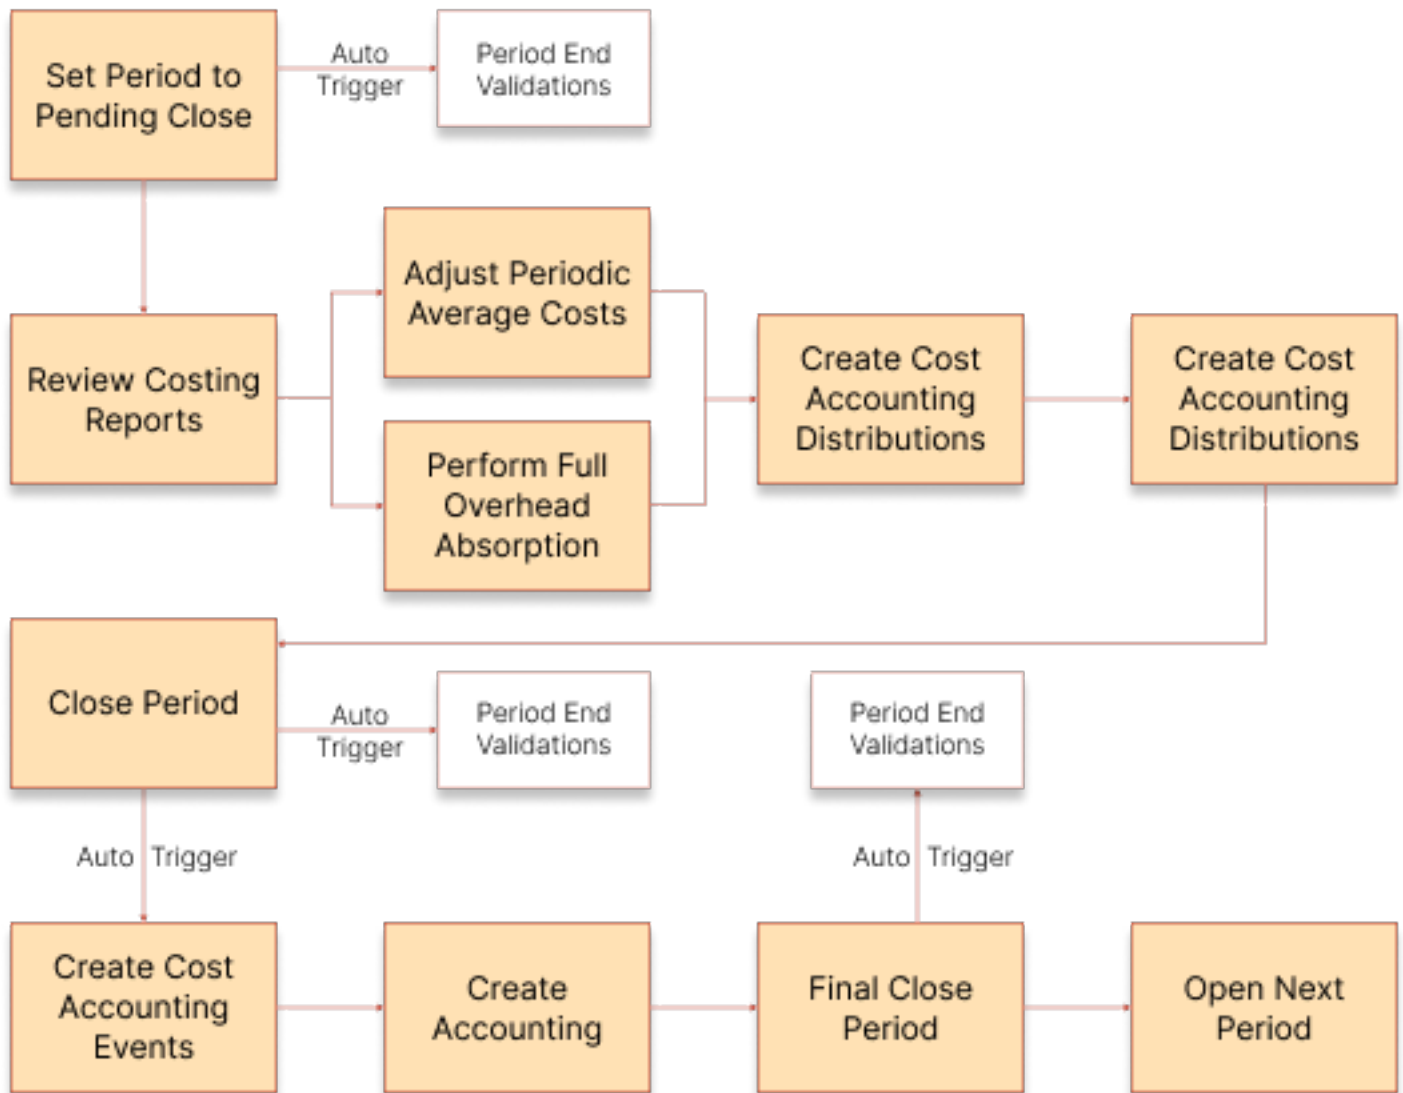 Set Period to
Pending Close
Auto
Trigger
Period End
Validations
Adjust Periodic
Average Costs
Review Costing
Reports
Perform Full
Overhead
Absorption
Create Cost
Accounting
Distributions
Create Cost
Accounting
Distributions
Close Period
Auto
Trigger
Period End
Validations
Period End
Validations
Auto Trigger
Auto Trigger
Create Cost
Accounting
Events
Create
Accounting
Final Close
Period
Open Next
Period